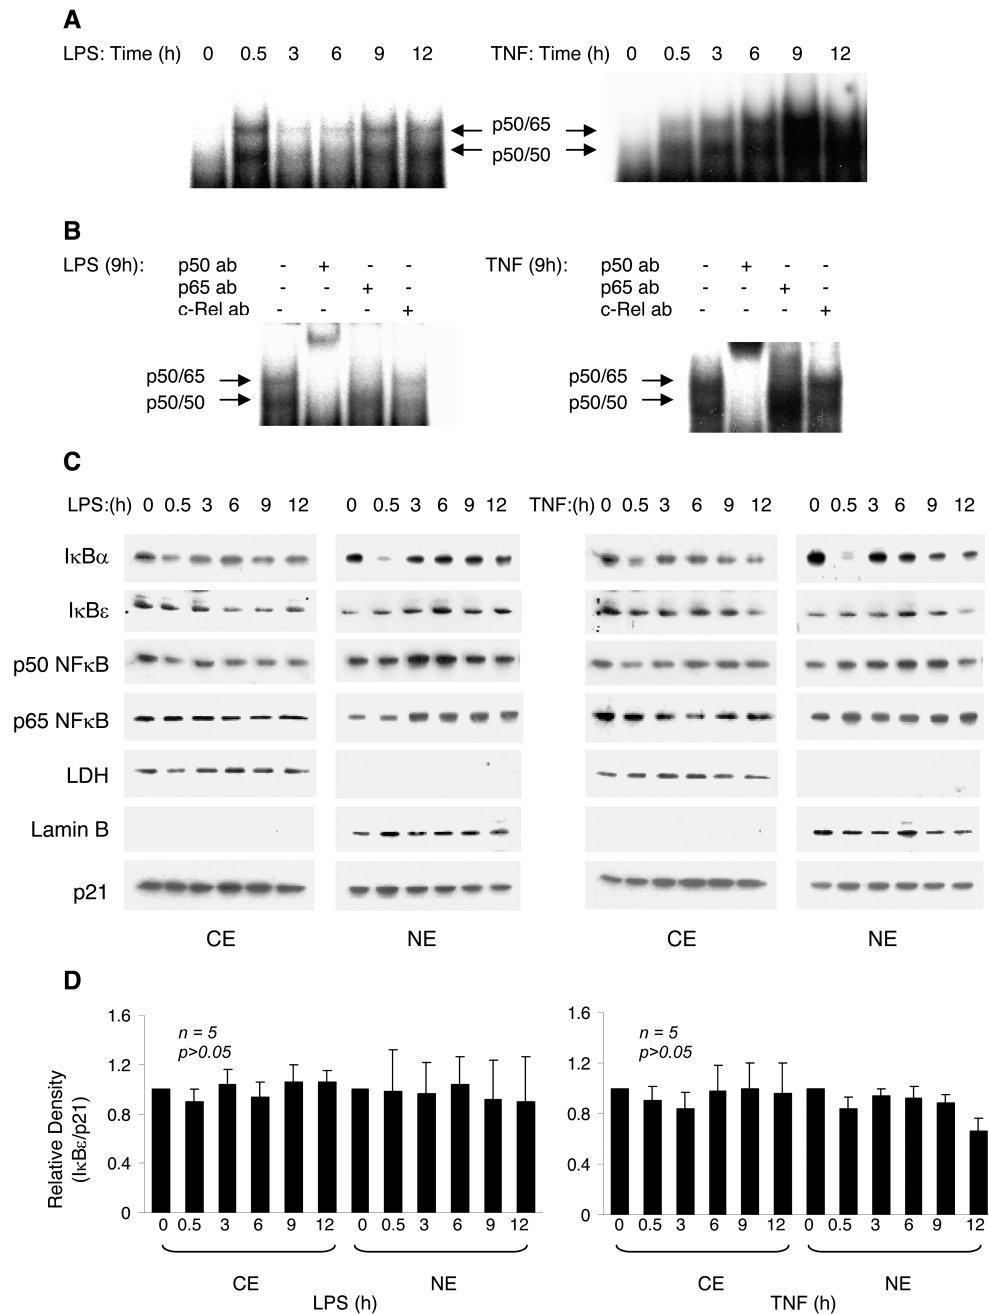 A
LPS: Time (h) 0 0.5 3 6 9 12 TNF: Time (h) 0 0.5 3 6 9 12
p50/65
p50/50
B
LPS (9h): p50 ab - + - - TNF (9h): p50 ab - + - -
p65 ab - - + - p65 ab - - + -
c-Rel ab - - - + c-Rel ab - - - +
p50/65 p50/65
p50/50 p50/50
C
LPS:(h) 0 0.5 3 6 9 12 0 0.5 3 6 9 12 TNF:(h) 0 0.5 3 6 9 12 0 0.5 3 6 9 12
IκBα
IκBε
p50 NFκB
p65 NFκB
LDH
Lamin B
p21
CE NE CE NE
D
Relative Density
(IκBε/p21)
1.6
1.2
0.8
0.4
0
n = 5
p>0.05
0 0.5 3 6 9 12 0 0.5 3 6 9 12
CE NE
LPS (h)
1.6
1.2
0.8
0.4
0
n = 5
p>0.05
0 0.5 3 6 9 12 0 0.5 3 6 9 12
CE NE
TNF (h)